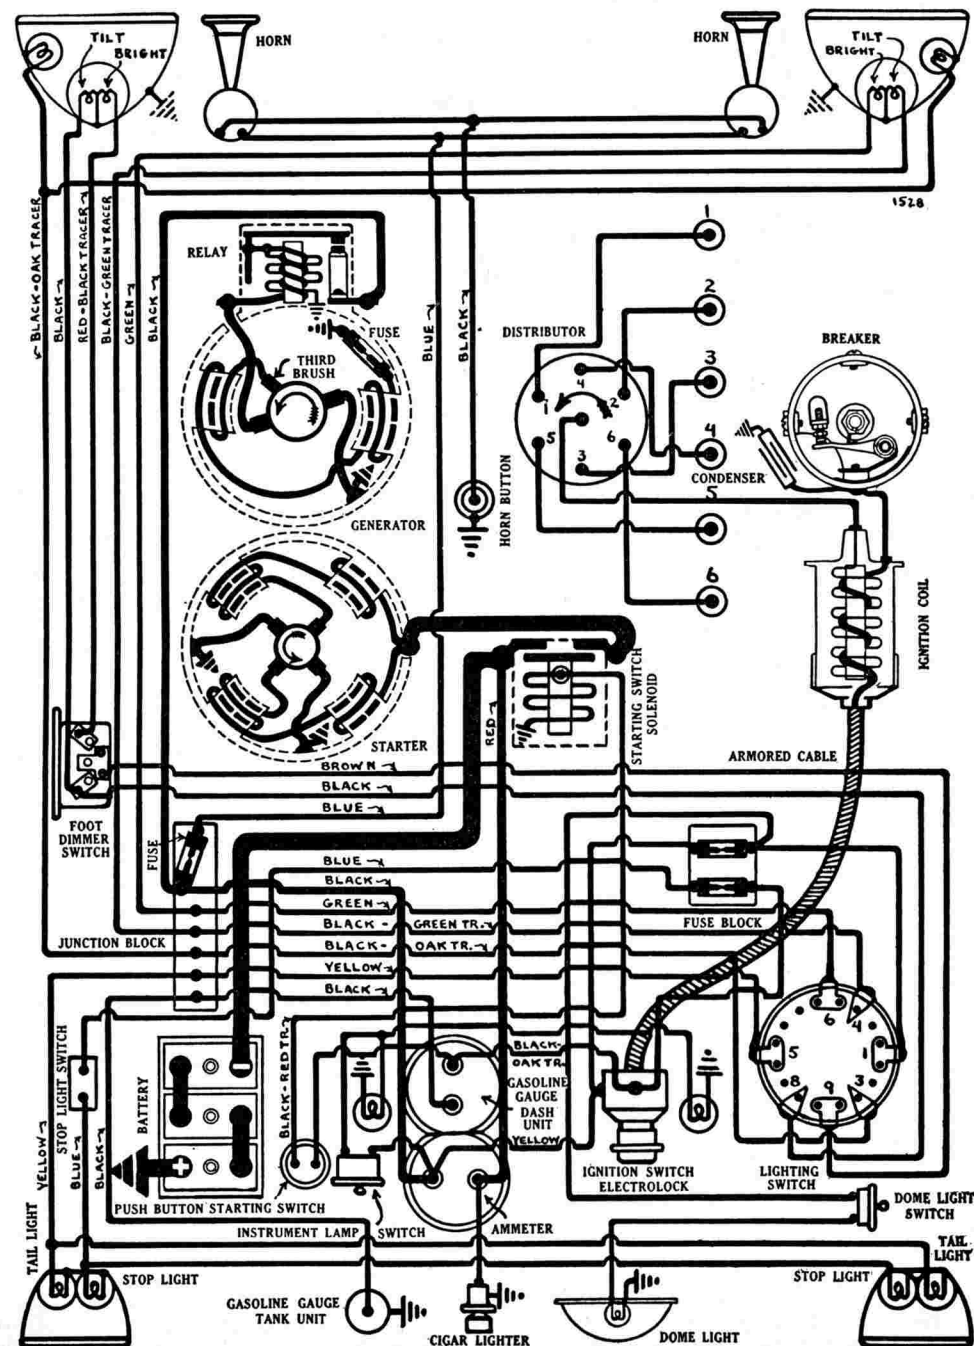 TILT
BRIGHT
HORN
HORN
TILT
BRIGHT
1528
BLACK-OAK TRACER
BLACK
RED-BLACK TRACER
BLACK-GREEN TRACER
GREEN
BLACK
RELAY
FUSE
THIRD
BRUSH
GENERATOR
BLUE
BLACK
HORN BUTTON
DISTRIBUTOR
1
2
3
4
5
6
1
2
3
4
5
6
BREAKER
CONDENSER
IGNITION COIL
STARTER
RED
STARTING SWITCH
SOLENOID
ARMORED CABLE
BROWN
BLACK
BLUE
FOOT
DIMMER
SWITCH
FUSE
BLUE
BLACK
GREEN
BLACK- GREEN TR.
BLACK- OAK TR.
YELLOW
BLACK
JUNCTION BLOCK
FUSE BLOCK
6
4
5
1
8
9
3
LIGHTING
SWITCH
STOP LIGHT SWITCH
BATTERY
BLACK-RED TR.
BLACK-
OAK TR.
GASOLINE
GAUGE
DASH
UNIT
YELLOW
IGNITION SWITCH
ELECTROLOCK
YELLOW
BLUE
BLACK
PUSH BUTTON STARTING SWITCH
INSTRUMENT LAMP
SWITCH
AMMETER
DOME LIGHT
SWITCH
TAIL LIGHT
STOP LIGHT
GASOLINE GAUGE
TANK UNIT
CIGAR LIGHTER
DOME LIGHT
STOP LIGHT
TAIL
LIGHT